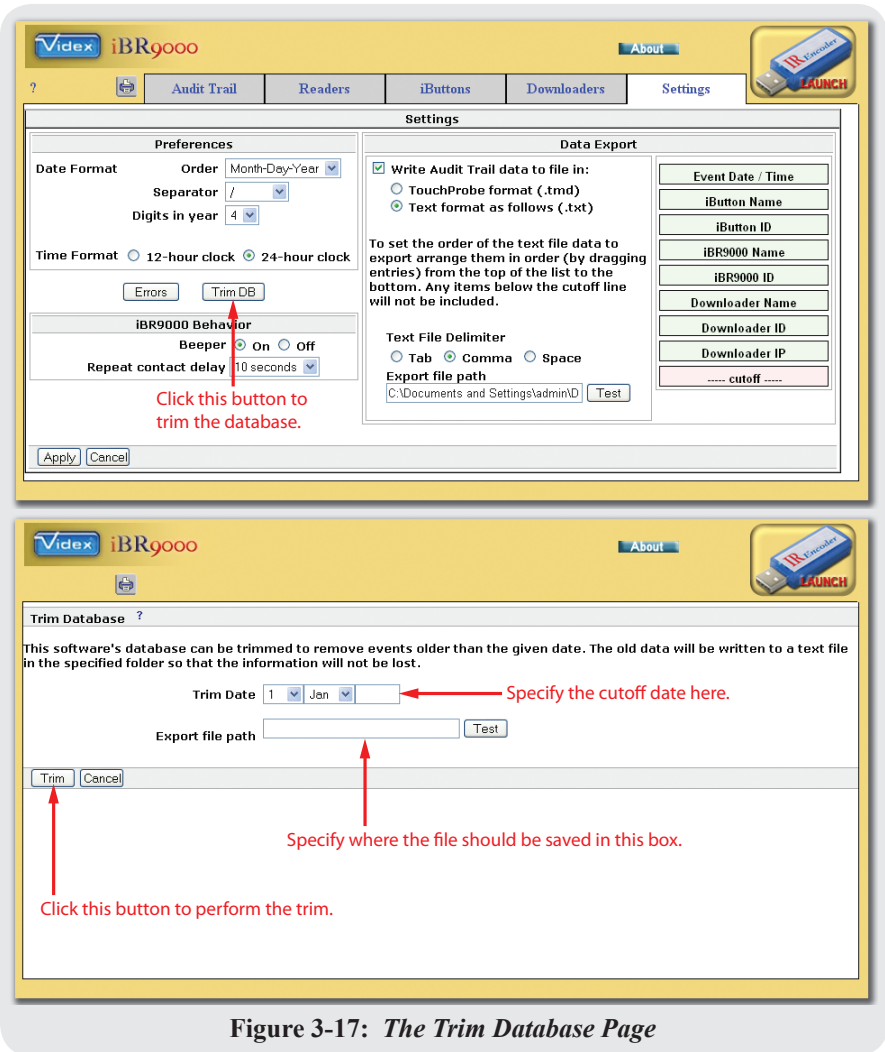 Videx iBR9000
About
IR Encoder
LAUNCH
? Audit Trail Readers iButtons Downloaders Settings
Settings
Preferences
Date Format Order Month-Day-Year
Separator /
Digits in year 4
Time Format 12-hour clock 24-hour clock
Errors Trim DB
iBR9000 Behavior
Beeper On Off
Repeat contact delay 10 seconds
Click this button to
trim the database.
Data Export
Write Audit Trail data to file in:
TouchProbe format (.tmd)
Text format as follows (.txt)
To set the order of the text file data to
export arrange them in order (by dragging
entries) from the top of the list to the
bottom. Any items below the cutoff line
will not be included.
Text File Delimiter
Tab Comma Space
Export file path
C:\Documents and Settings\admin\D Test
Event Date / Time
iButton Name
iButton ID
iBR9000 Name
iBR9000 ID
Downloader Name
Downloader ID
Downloader IP
----- cutoff -----
Apply Cancel
Videx iBR9000
About
IR Encoder
LAUNCH
Trim Database ?
This software's database can be trimmed to remove events older than the given date. The old data will be written to a text file
in the specified folder so that the information will not be lost.
Trim Date 1 Jan
Specify the cutoff date here.
Export file path Test
Trim Cancel
Specify where the file should be saved in this box.
Click this button to perform the trim.
Figure 3-17: The Trim Database Page